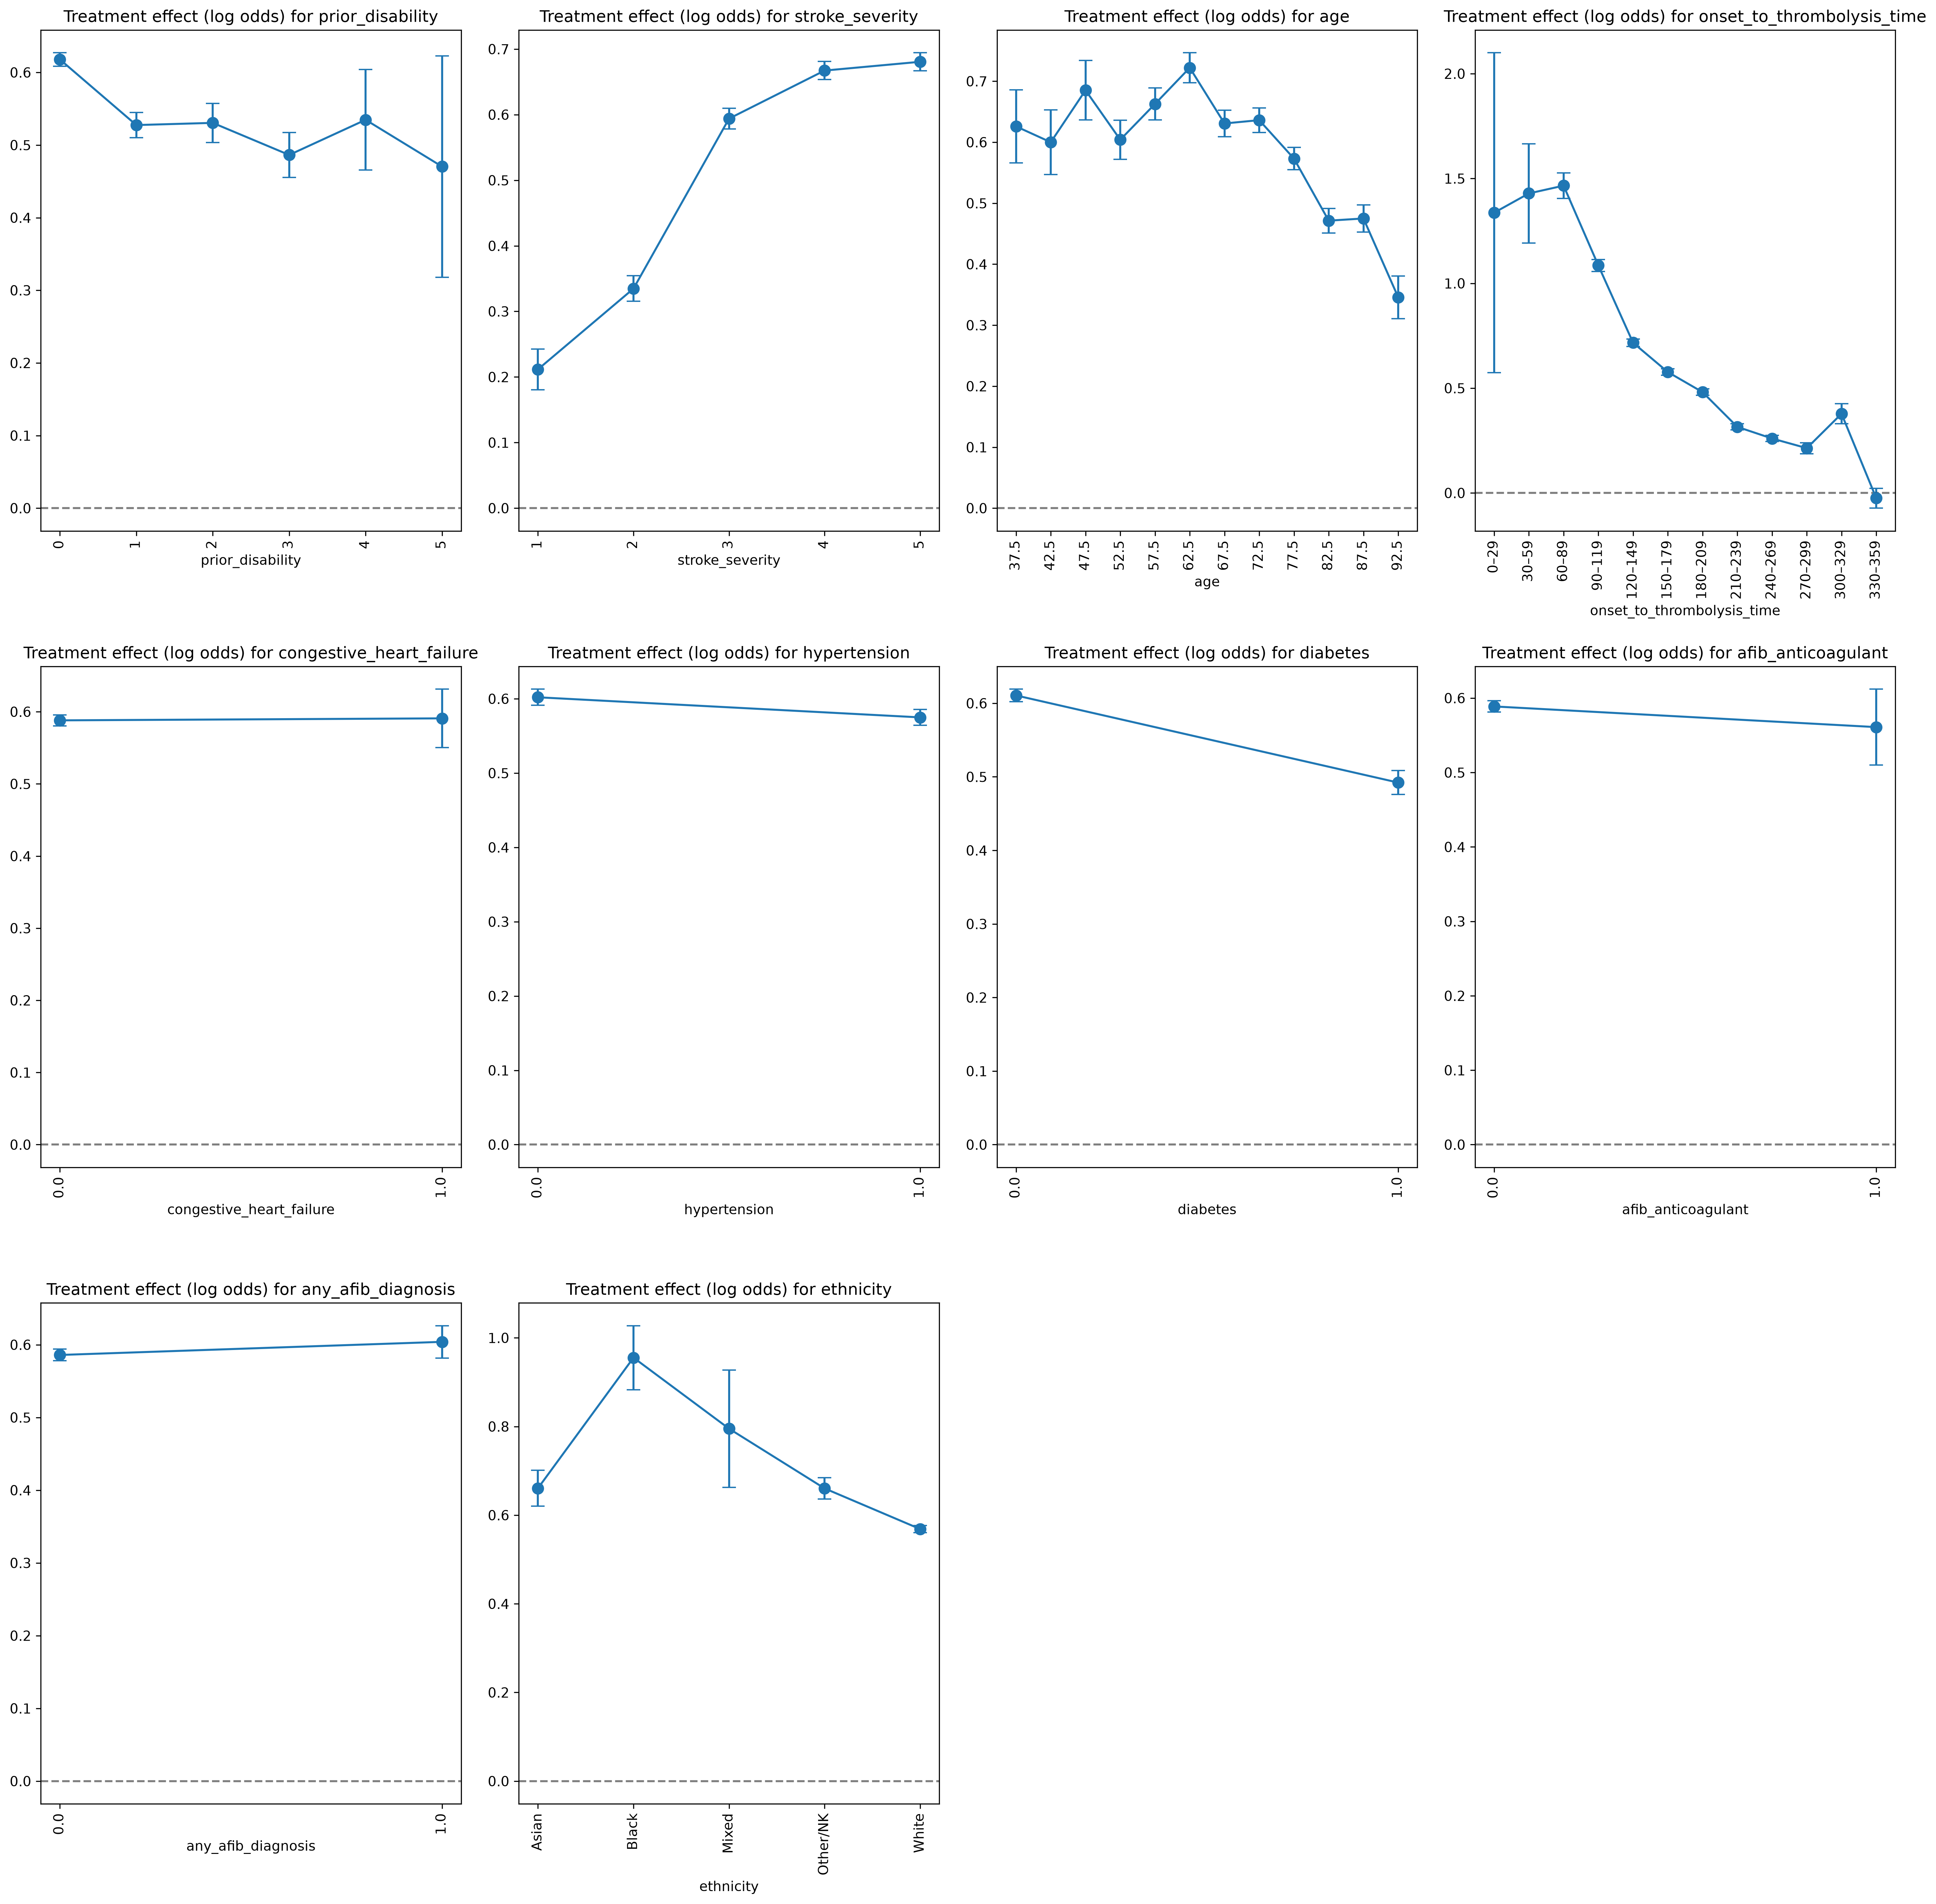 Treatment effect (log odds) for prior_disability
0.6
0.5
0.4
0.3
0.2
0.1
0.0
0 1 2 3 4 5
prior_disability
Treatment effect (log odds) for stroke_severity
0.7
0.6
0.5
0.4
0.3
0.2
0.1
0.0
1 2 3 4 5
stroke_severity
Treatment effect (log odds) for age
0.7
0.6
0.5
0.4
0.3
0.2
0.1
0.0
37.5 42.5 47.5 52.5 57.5 62.5 67.5 72.5 77.5 82.5 87.5 92.5
age
Treatment effect (log odds) for onset_to_thrombolysis_time
2.0
1.5
1.0
0.5
0.0
0–29 30–59 60–89 90–119 120–149 150–179 180–209 210–239 240–269 270–299 300–329 330–359
onset_to_thrombolysis_time
Treatment effect (log odds) for congestive_heart_failure
0.6
0.5
0.4
0.3
0.2
0.1
0.0
0.0 1.0
congestive_heart_failure
Treatment effect (log odds) for hypertension
0.6
0.5
0.4
0.3
0.2
0.1
0.0
0.0 1.0
hypertension
Treatment effect (log odds) for diabetes
0.6
0.5
0.4
0.3
0.2
0.1
0.0
0.0 1.0
diabetes
Treatment effect (log odds) for afib_anticoagulant
0.6
0.5
0.4
0.3
0.2
0.1
0.0
0.0 1.0
afib_anticoagulant
Treatment effect (log odds) for any_afib_diagnosis
0.6
0.5
0.4
0.3
0.2
0.1
0.0
0.0 1.0
any_afib_diagnosis
Treatment effect (log odds) for ethnicity
1.0
0.8
0.6
0.4
0.2
0.0
Asian Black Mixed Other/NK White
ethnicity